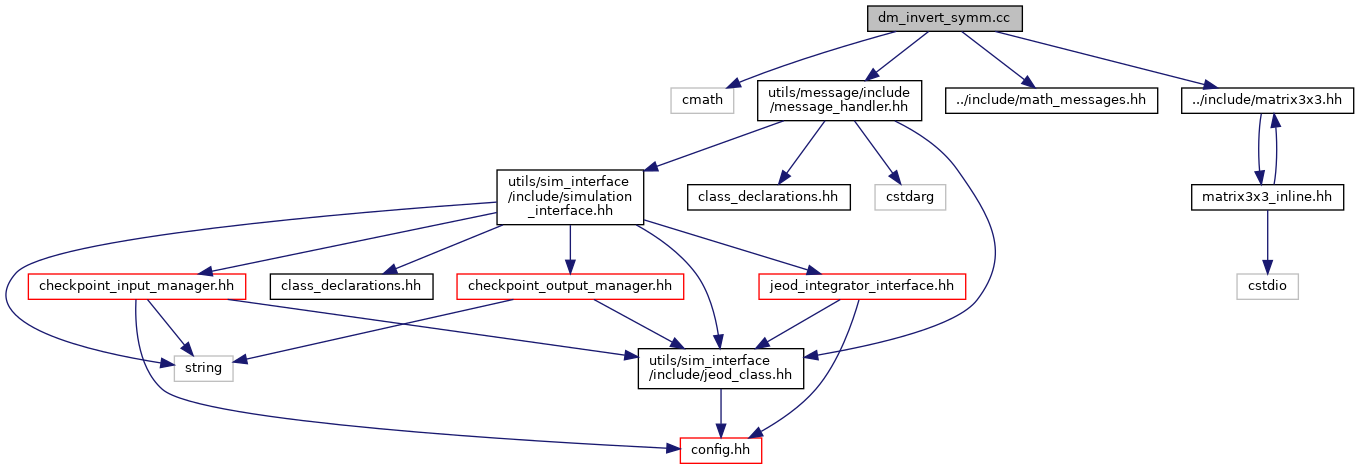 dm_invert_symm.cc
cmath
utils/message/include
/message_handler.hh
../include/math_messages.hh
../include/matrix3x3.hh
utils/sim_interface
/include/simulation
_interface.hh
class_declarations.hh
cstdarg
matrix3x3_inline.hh
checkpoint_input_manager.hh
class_declarations.hh
checkpoint_output_manager.hh
jeod_integrator_interface.hh
cstdio
string
utils/sim_interface
/include/jeod_class.hh
config.hh